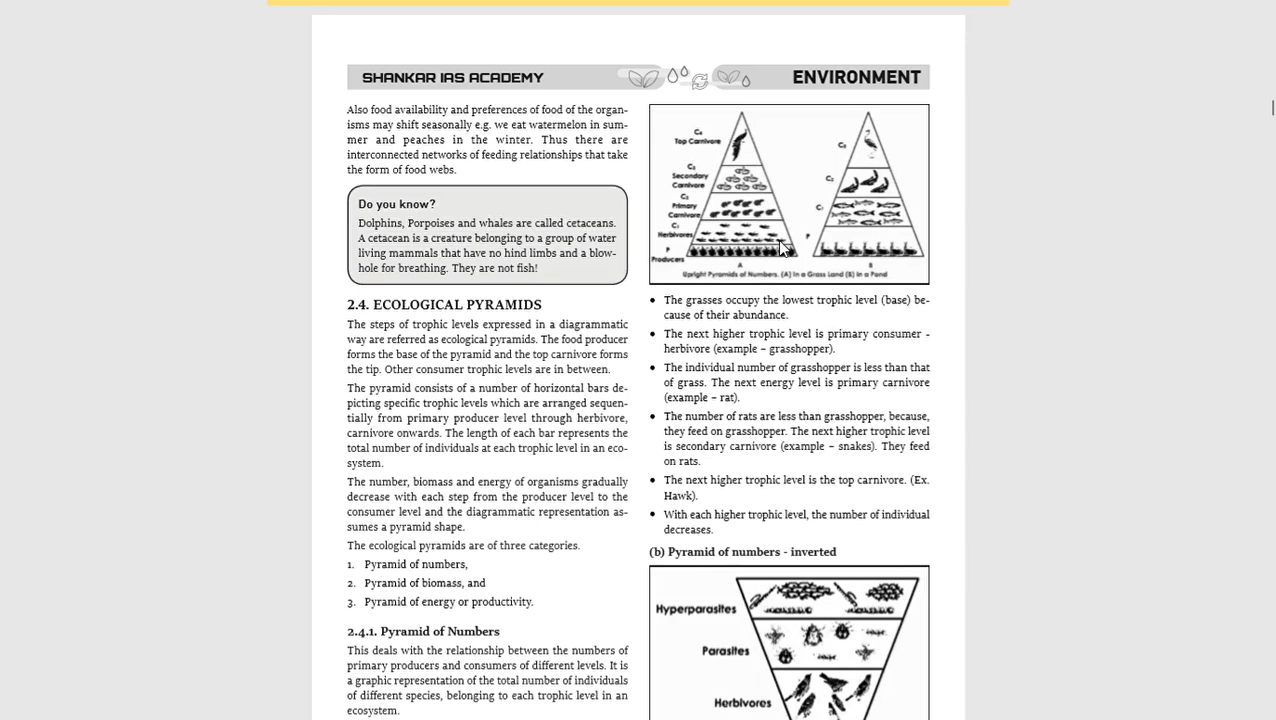 SHANKAR IAS ACADEMY
ENVIRONMENT
Also food availability and preferences of food of the organ-
isms may shift seasonally e.g. we eat watermelon in sum-
mer and peaches in the winter. Thus there are
interconnected networks of feeding relationships that take
the form of food webs.
Do you know?
Dolphins, Porpoises and whales are called cetaceans.
A cetacean is a creature belonging to a group of water
living mammals that have no hind limbs and a blow-
hole for breathing. They are not fish!
2.4. ECOLOGICAL PYRAMIDS
The steps of trophic levels expressed in a diagrammatic
way are referred as ecological pyramids. The food producer
forms the base of the pyramid and the top carnivore forms
the tip. Other consumer trophic levels are in between.
The pyramid consists of a number of horizontal bars de-
picting specific trophic levels which are arranged sequen-
tially from primary producer level through herbivore,
carnivore onwards. The length of each bar represents the
total number of individuals at each trophic level in an eco-
system.
The number, biomass and energy of organisms gradually
decrease with each step from the producer level to the
consumer level and the diagrammatic representation as-
sumes a pyramid shape.
The ecological pyramids are of three categories.
1. Pyramid of numbers,
2. Pyramid of biomass, and
3. Pyramid of energy or productivity.
2.4.1. Pyramid of Numbers
This deals with the relationship between the numbers of
primary producers and consumers of different levels. It is
a graphic representation of the total number of individuals
of different species, belonging to each trophic level in an
ecosystem.
Top Carnivore
Secondary
Carnivore
Primary
Carnivore
Herbivores
P
Producers
A
C₃
C₂
C₁
P
B
Upright Pyramids of Numbers. (A) In a Grass Land (B) In a Pond
• The grasses occupy the lowest trophic level (base) be-
cause of their abundance.
• The next higher trophic level is primary consumer -
herbivore (example – grasshopper).
• The individual number of grasshopper is less than that
of grass. The next energy level is primary carnivore
(example – rat).
• The number of rats are less than grasshopper, because,
they feed on grasshopper. The next higher trophic level
is secondary carnivore (example – snakes). They feed
on rats.
• The next higher trophic level is the top carnivore. (Ex.
Hawk).
• With each higher trophic level, the number of individual
decreases.
(b) Pyramid of numbers - inverted
Hyperparasites
Parasites
Herbivores